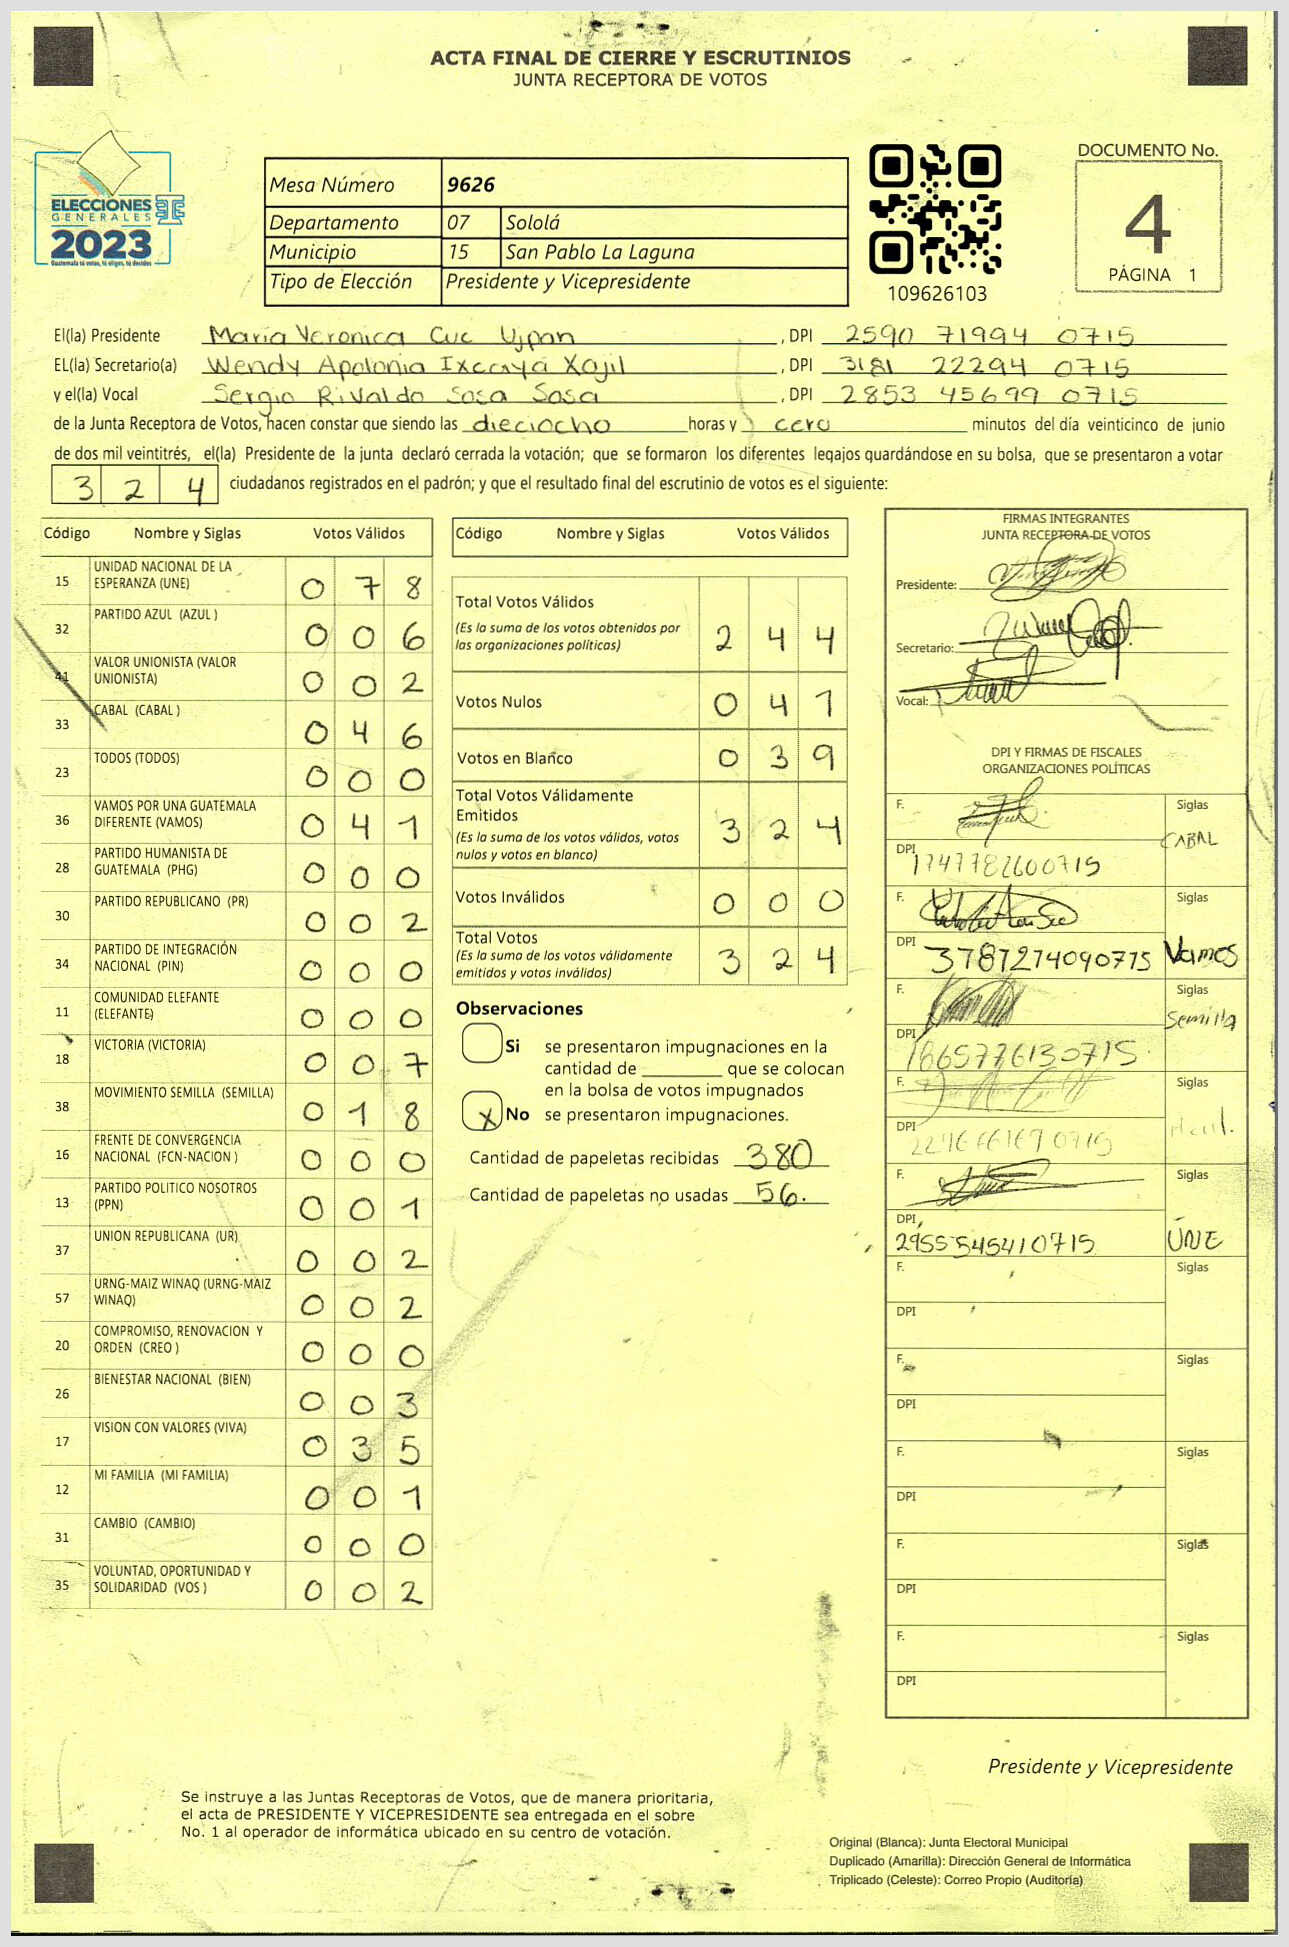 ACTA FINAL DE CIERRE Y ESCRUTINIOS
JUNTA RECEPTORA DE VOTOS
ELECCIONES
GENERALES
2023
Guatemala tú votas, tú eliges, tú decides
Mesa Número 9626
Departamento 07 Sololá
Municipio 15 San Pablo La Laguna
Tipo de Elección Presidente y Vicepresidente
109626103
DOCUMENTO No.
4
PÁGINA 1
El(la) Presidente María Veronica Cuc Ujpan , DPI 2590 71994 0715
EL(la) Secretario(a) Wendy Apolonia Ixcayá Xajil , DPI 3181 22294 0715
y el(la) Vocal Sergio Rivaldo Sosa Sosa , DPI 2853 45699 0715
de la Junta Receptora de Votos, hacen constar que siendo las dieciocho horas y cero minutos del día veinticinco de junio
de dos mil veintitrés, el(la) Presidente de la junta declaró cerrada la votación; que se formaron los diferentes legajos guardándose en su bolsa, que se presentaron a votar
3 2 4 ciudadanos registrados en el padrón; y que el resultado final del escrutinio de votos es el siguiente:
Código Nombre y Siglas Votos Válidos
15 UNIDAD NACIONAL DE LA
ESPERANZA (UNE) 0 7 8
32 PARTIDO AZUL (AZUL ) 0 0 6
41 VALOR UNIONISTA (VALOR
UNIONISTA) 0 0 2
33 CABAL (CABAL ) 0 4 6
23 TODOS (TODOS) 0 0 0
36 VAMOS POR UNA GUATEMALA
DIFERENTE (VAMOS) 0 4 1
28 PARTIDO HUMANISTA DE
GUATEMALA (PHG) 0 0 0
30 PARTIDO REPUBLICANO (PR) 0 0 2
34 PARTIDO DE INTEGRACIÓN
NACIONAL (PIN) 0 0 0
11 COMUNIDAD ELEFANTE
(ELEFANTE) 0 0 0
18 VICTORIA (VICTORIA) 0 0 7
38 MOVIMIENTO SEMILLA (SEMILLA) 0 1 8
16 FRENTE DE CONVERGENCIA
NACIONAL (FCN-NACION ) 0 0 0
13 PARTIDO POLITICO NOSOTROS
(PPN) 0 0 1
37 UNION REPUBLICANA (UR) 0 0 2
57 URNG-MAIZ WINAQ (URNG-MAIZ
WINAQ) 0 0 2
20 COMPROMISO, RENOVACION Y
ORDEN (CREO ) 0 0 0
26 BIENESTAR NACIONAL (BIEN) 0 0 3
17 VISION CON VALORES (VIVA) 0 3 5
12 MI FAMILIA (MI FAMILIA) 0 0 1
31 CAMBIO (CAMBIO) 0 0 0
35 VOLUNTAD, OPORTUNIDAD Y
SOLIDARIDAD (VOS ) 0 0 2
Código Nombre y Siglas Votos Válidos
Total Votos Válidos
(Es la suma de los votos obtenidos por
las organizaciones políticas) 2 4 4
Votos Nulos 0 4 1
Votos en Blanco 0 3 9
Total Votos Válidamente
Emitidos
(Es la suma de los votos válidos, votos
nulos y votos en blanco) 3 2 4
Votos Inválidos 0 0 0
Total Votos
(Es la suma de los votos válidamente
emitidos y votos inválidos) 3 2 4
Observaciones
Si se presentaron impugnaciones en la
cantidad de ________ que se colocan
en la bolsa de votos impugnados
X No se presentaron impugnaciones.
Cantidad de papeletas recibidas 380
Cantidad de papeletas no usadas 56.
FIRMAS INTEGRANTES
JUNTA RECEPTORA DE VOTOS
Presidente:
Secretario:
Vocal:
DPI Y FIRMAS DE FISCALES
ORGANIZACIONES POLÍTICAS
F. Siglas
CABAL
DPI 1747782600715
F. Siglas
DPI 3787274090775 Vamos
F. Siglas
Semilla
DPI 1665776130715
F. Siglas
DPI
F. Siglas
DPI 2955545410715 UNE
F. Siglas
DPI
F. Siglas
DPI
F. Siglas
DPI
F. Siglas
DPI
F. Siglas
DPI
Presidente y Vicepresidente
Se instruye a las Juntas Receptoras de Votos, que de manera prioritaria,
el acta de PRESIDENTE Y VICEPRESIDENTE sea entregada en el sobre
No. 1 al operador de informática ubicado en su centro de votación.
Original (Blanca): Junta Electoral Municipal
Duplicado (Amarilla): Dirección General de Informática
Triplicado (Celeste): Correo Propio (Auditoría)